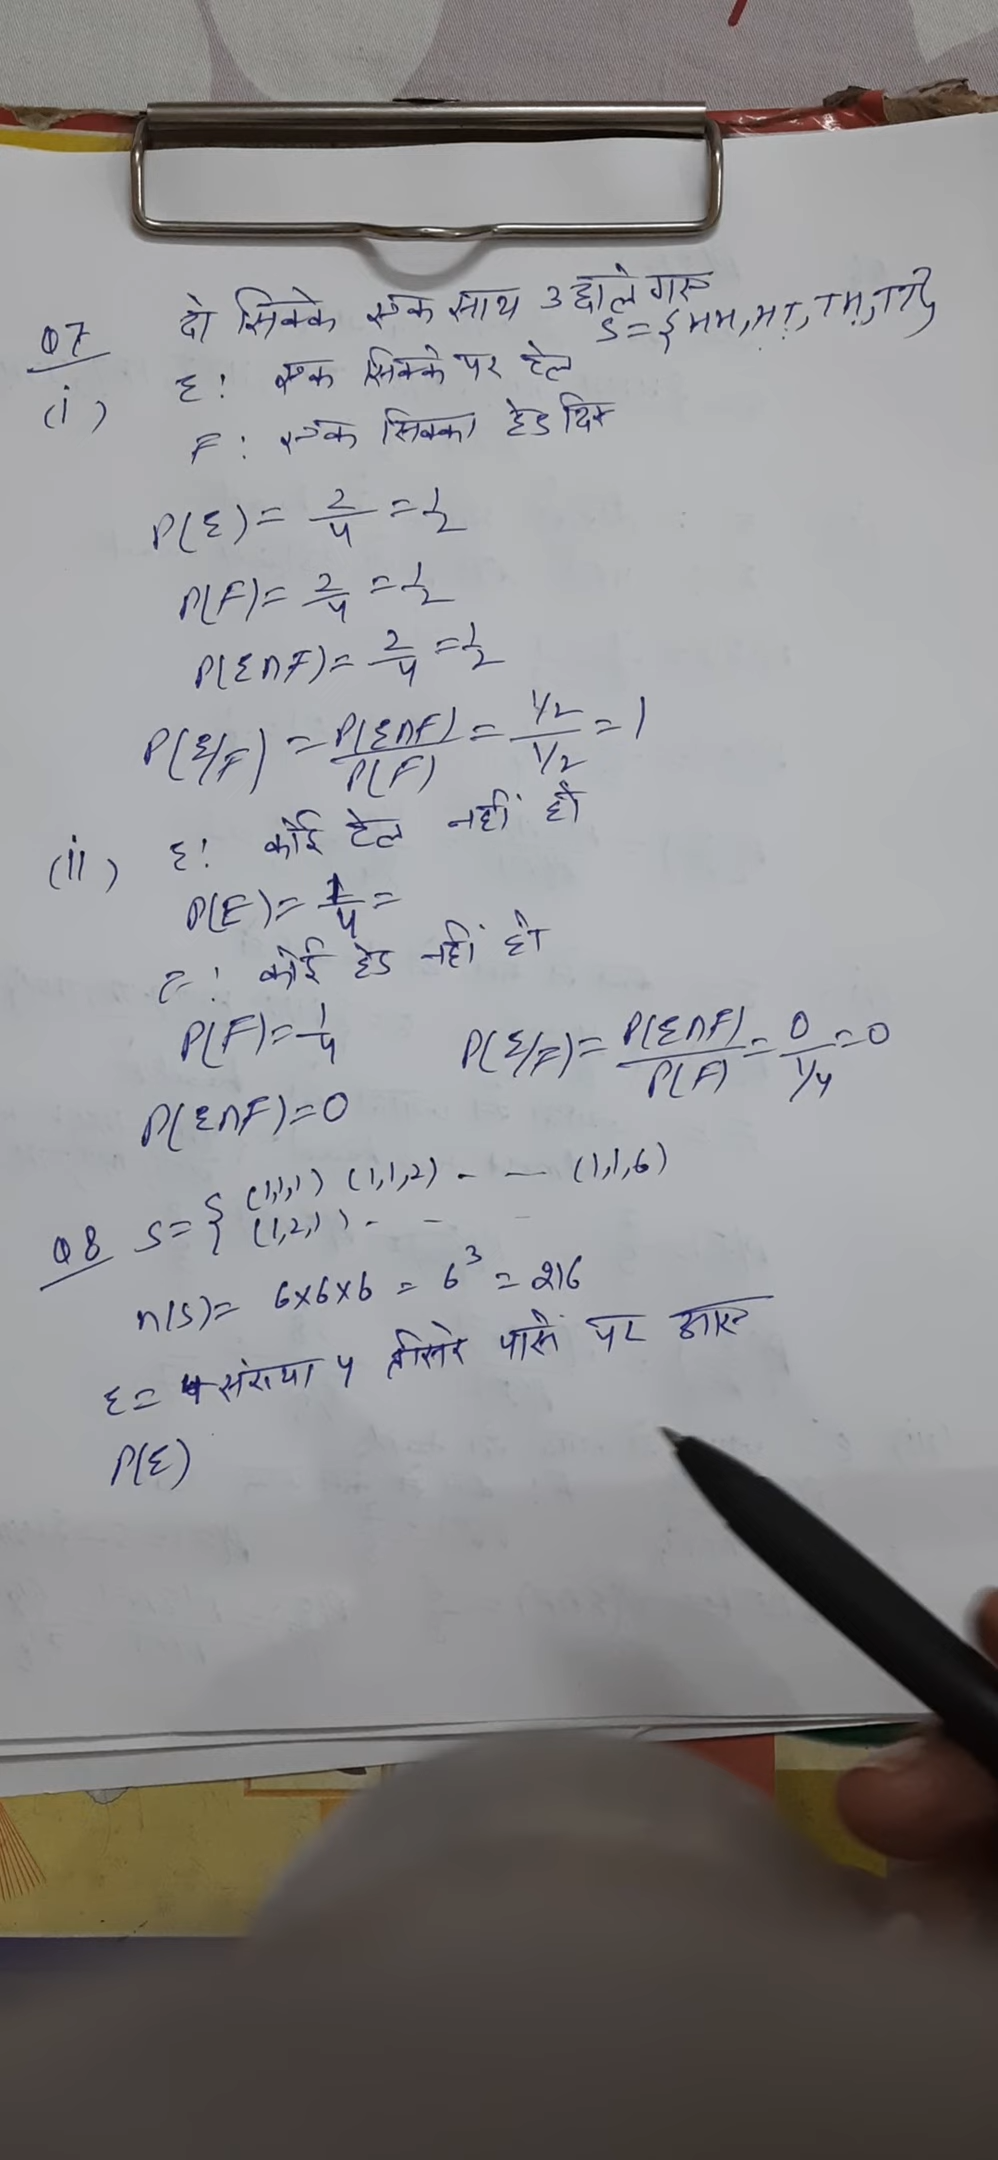 Q7 दो सिक्के एक साथ उछाले गए
S={HH,HT,TH,TT}
(i) E: एक सिक्के पर टेल
F: एक सिक्का हेड दिए
P(E)= 2/4 = 1/2
P(F)= 2/4 = 1/2
P(E∩F)= 2/4 = 1/2
P(E/F) = P(E∩F)/P(F) = 1/2 / 1/2 = 1
(ii) E: कोई टेल नहीं हो
P(E)= 1/4 =
F: कोई हेड नहीं हो
P(F)= 1/4
P(E/F)= P(E∩F)/P(F) = 0 / 1/4 = 0
P(E∩F)=0
Q8 S={ (1,1,1) (1,1,2) - — (1,1,6)
(1,2,1) - - -
n(S)= 6x6x6 = 6³ = 216
E= संख्या 4 तीसरे पासे पर आए
P(E)